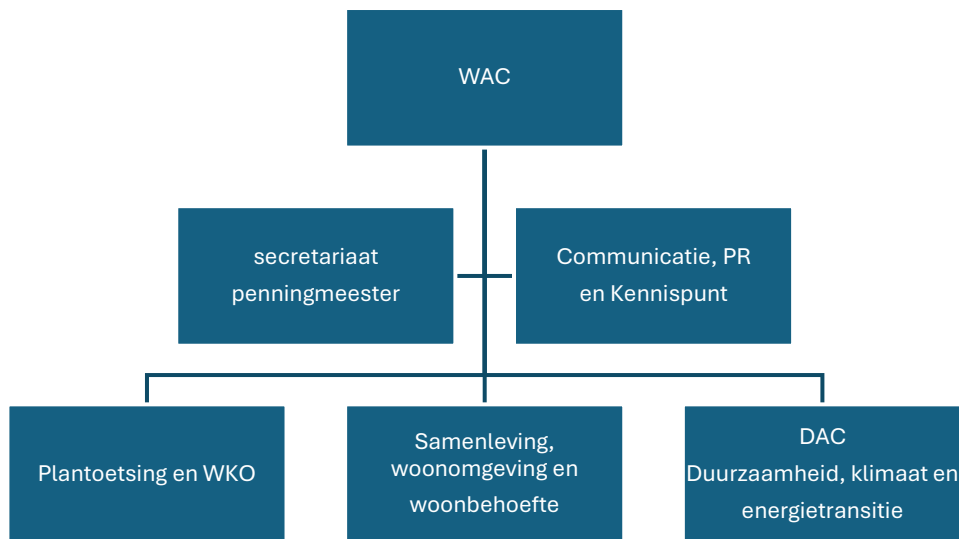 WAC
secretariaat
penningmeester
Communicatie, PR
en Kennispunt
Plantoetsing en WKO
Samenleving,
woonomgeving en
woonbehoefte
DAC
Duurzaamheid, klimaat en
energietransitie